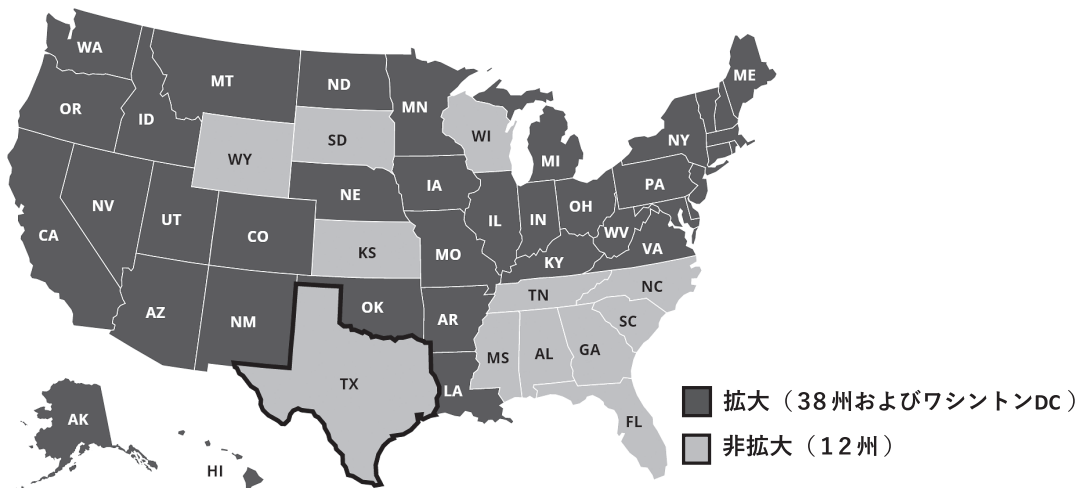 WA
ME
MT
ND
MN
OR
ID
SD
WI
NY
WY
MI
IA
PA
NE
OH
NV
UT
IL
IN
CO
WV
CA
VA
KS
MO
KY
NC
TN
AZ
NM
OK
AR
SC
MS
AL
GA
TX
LA
拡大（38州およびワシントンDC）
AK
FL
非拡大（12州）
HI